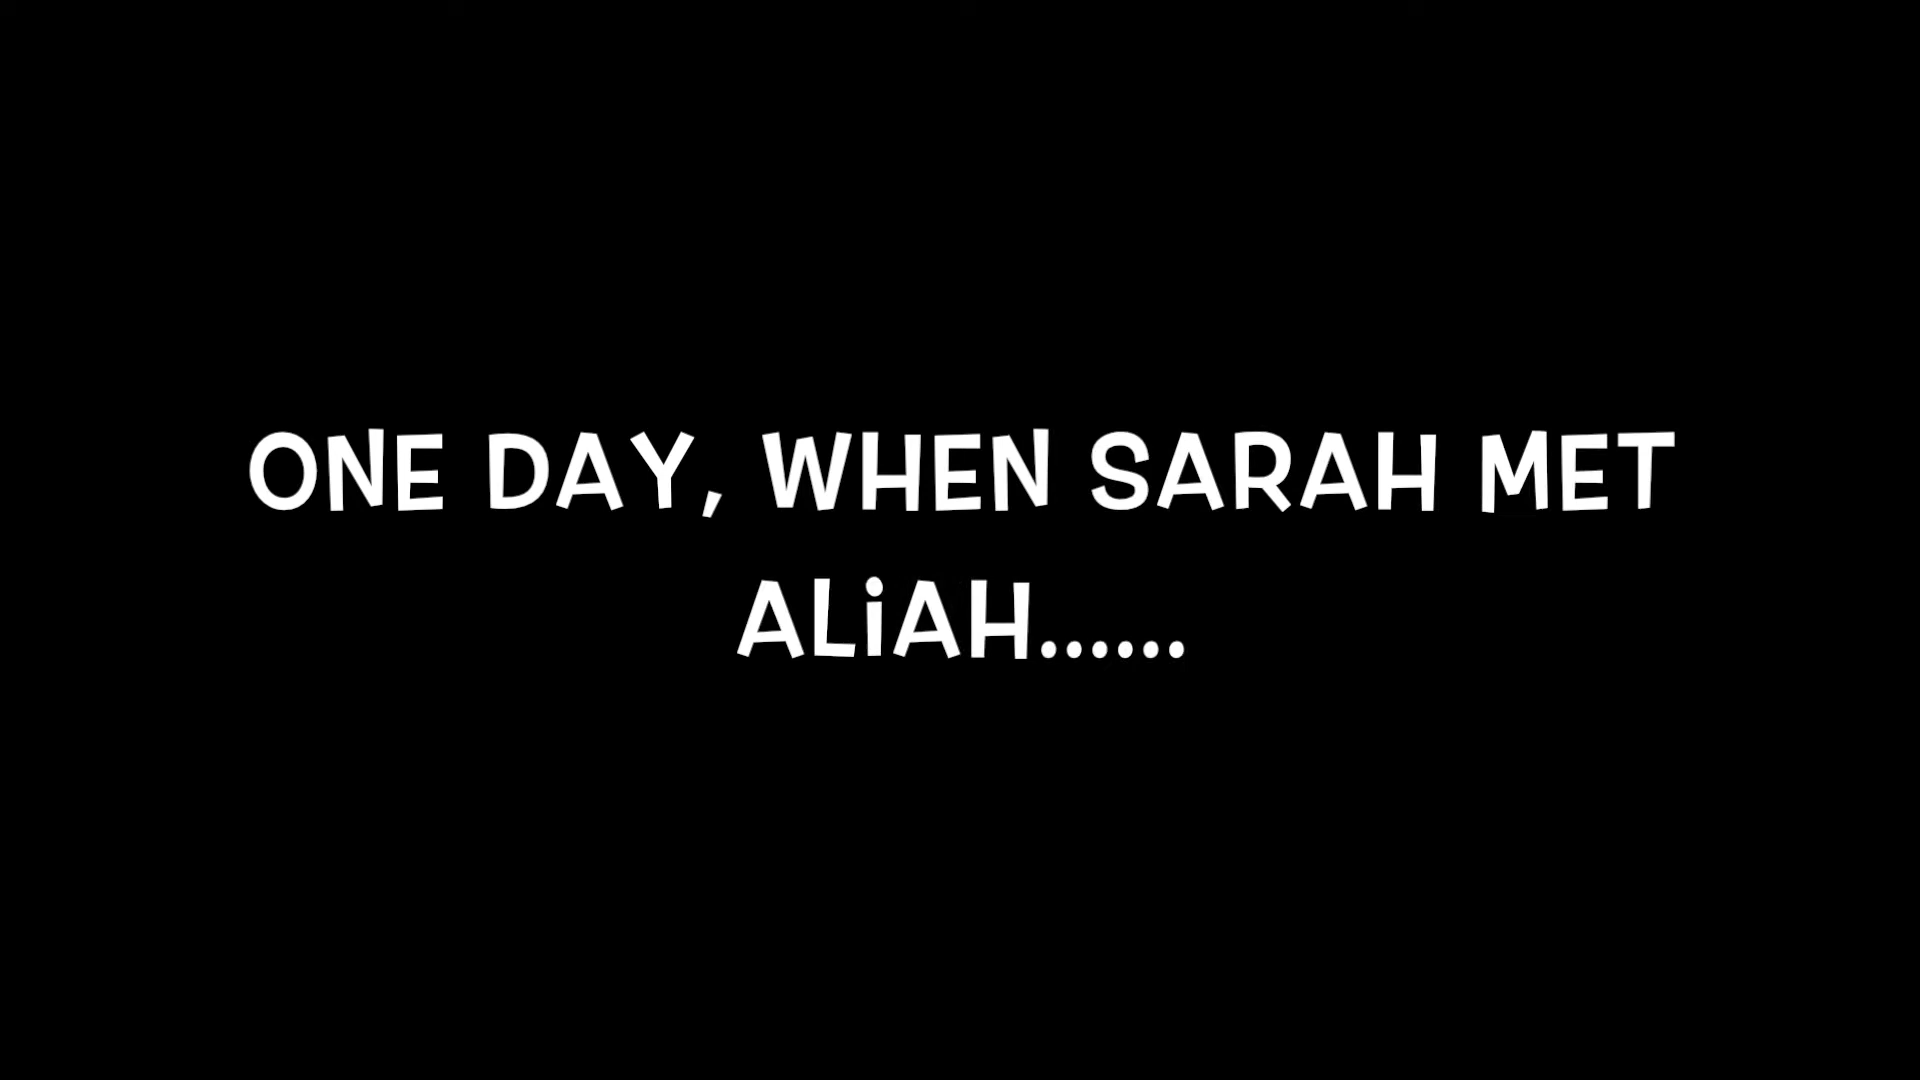 ONE DAY, WHEN SARAH MET
ALiAH......